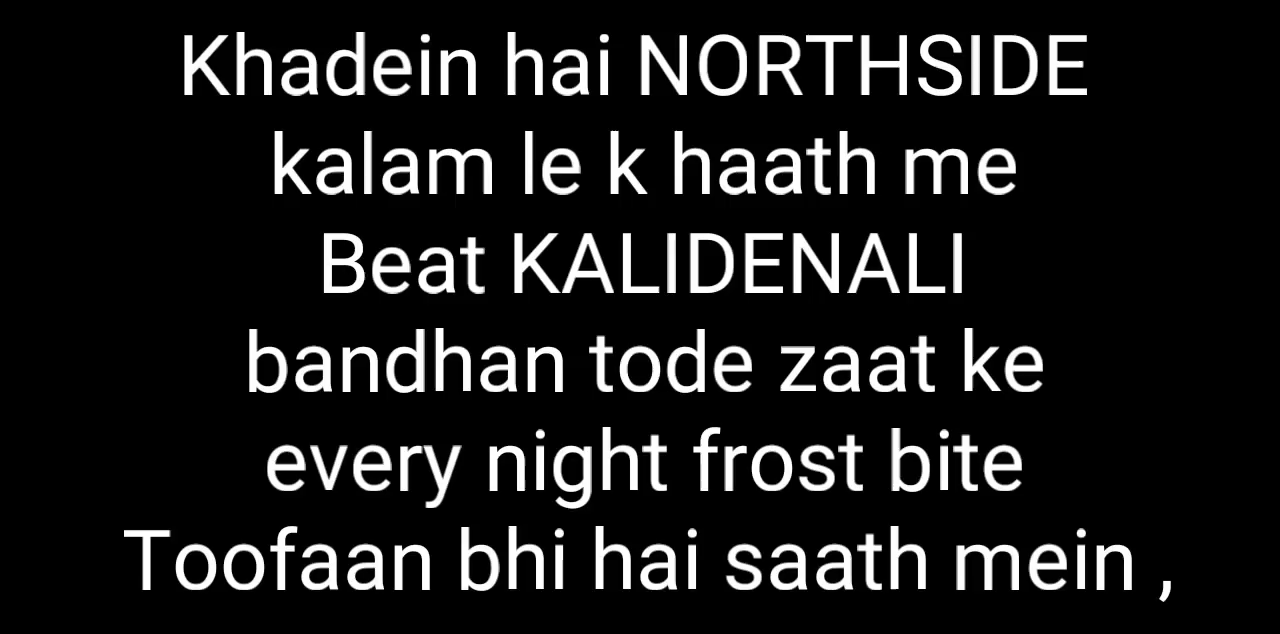 Khadein hai NORTHSIDE
kalam le k haath me
Beat KALIDENALI
bandhan tode zaat ke
every night frost bite
Toofaan bhi hai saath mein ,